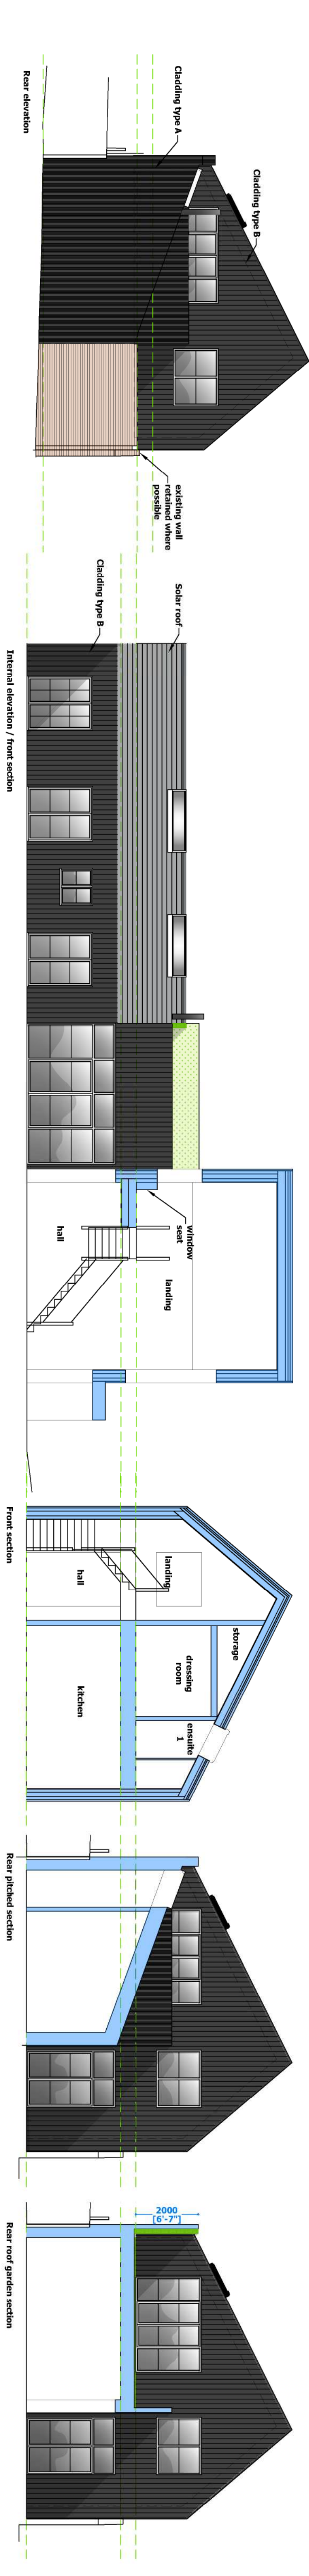 Cladding type A
Cladding type B
existing wall
retained where
possible
Rear elevation
Solar roof
Cladding type B
Internal elevation / front section
window
seat
landing
hall
storage
landing
dressing
room
ensuite
1
hall
kitchen
Front section
Rear pitched section
2000
[6'-7"]
Rear roof garden section